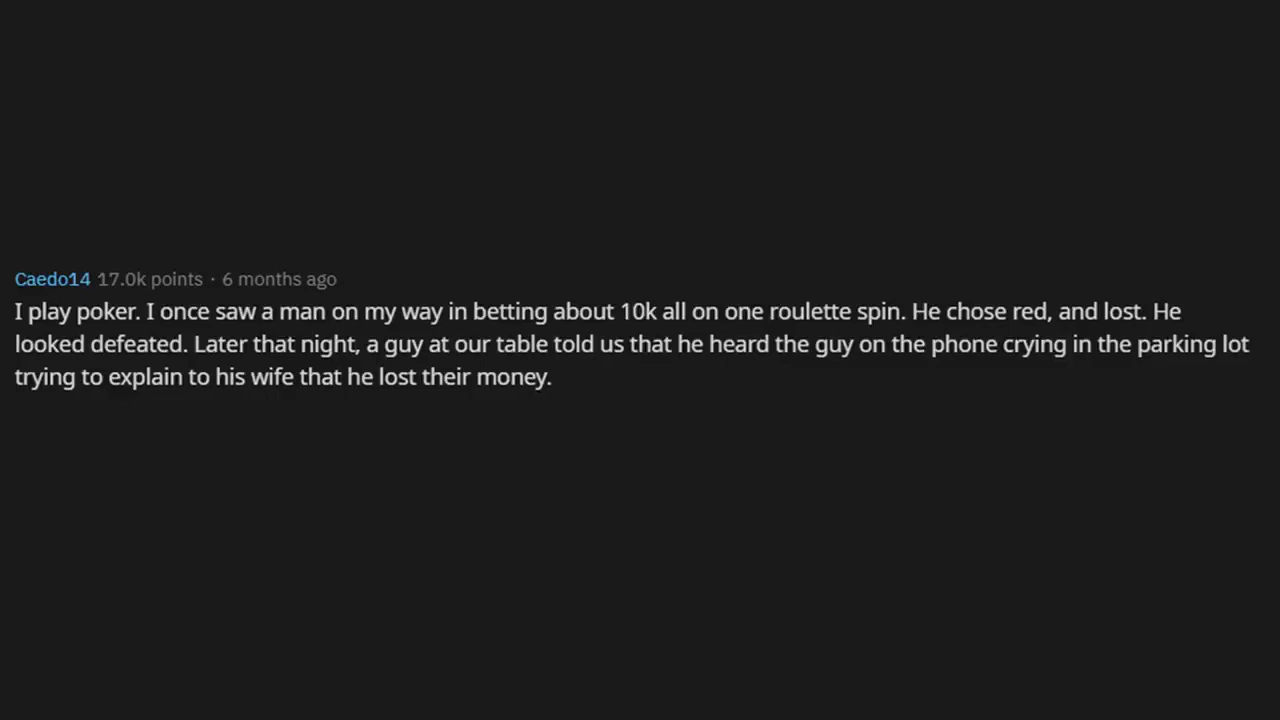 Caedo14 17.0k points · 6 months ago
I play poker. I once saw a man on my way in betting about 10k all on one roulette spin. He chose red, and lost. He
looked defeated. Later that night, a guy at our table told us that he heard the guy on the phone crying in the parking lot
trying to explain to his wife that he lost their money.